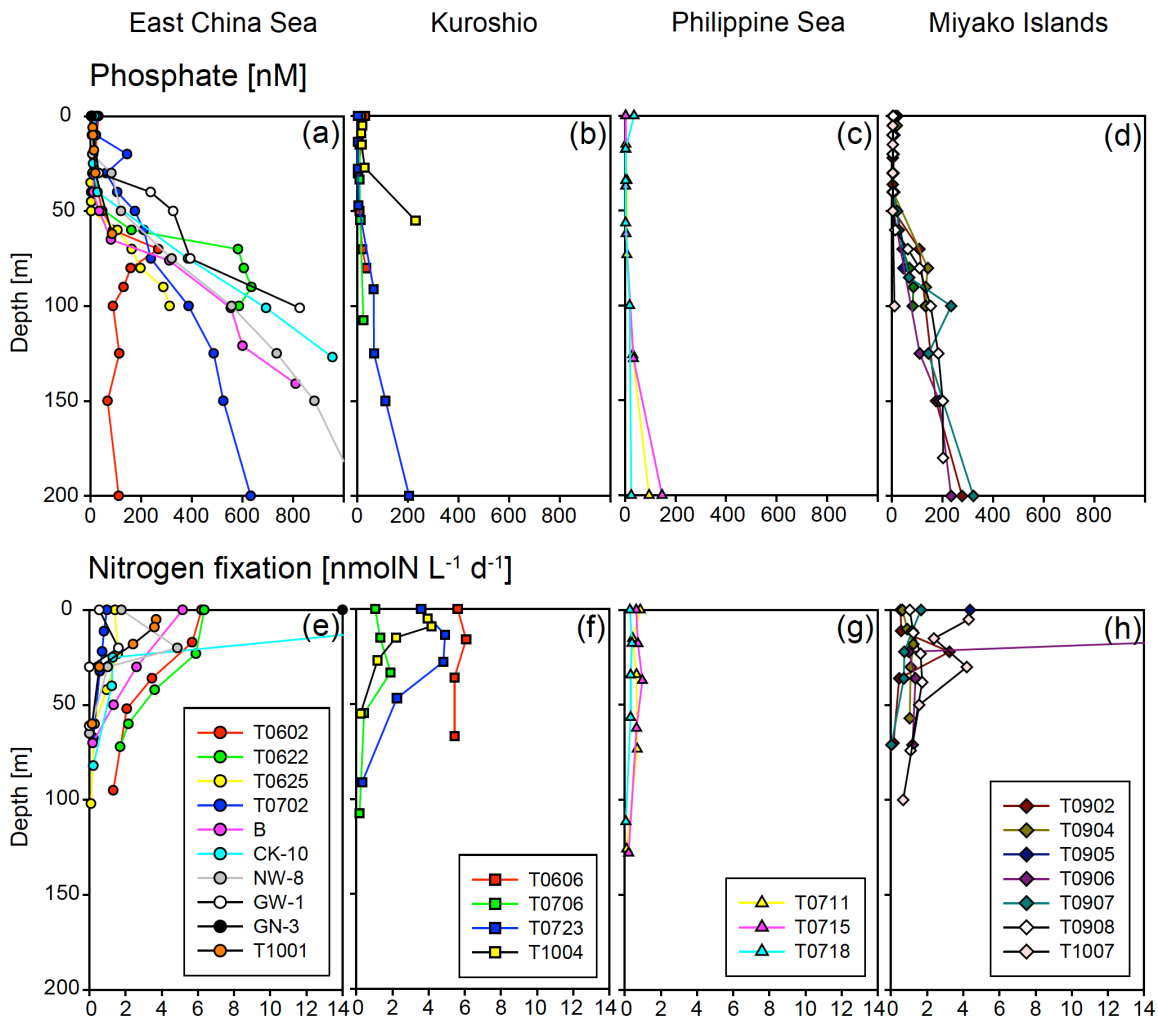 East China Sea Kuroshio Philippine Sea Miyako Islands
Phosphate [nM]
(a) (b) (c) (d)
0
50
100
150
200
Depth [m]
0 200 400 600 800 0 200 400 600 800 0 200 400 600 800 0 200 400 600 800
Nitrogen fixation [nmolN L-1 d-1]
(e) (f) (g) (h)
0
50
100
150
200
Depth [m]
T0602
T0622
T0625
T0702
B
CK-10
NW-8
GW-1
GN-3
T1001
T0606
T0706
T0723
T1004
T0711
T0715
T0718
T0902
T0904
T0905
T0906
T0907
T0908
T1007
0 2 4 6 8 10 12 14 0 2 4 6 8 10 12 14 0 2 4 6 8 10 12 14 0 2 4 6 8 10 12 14